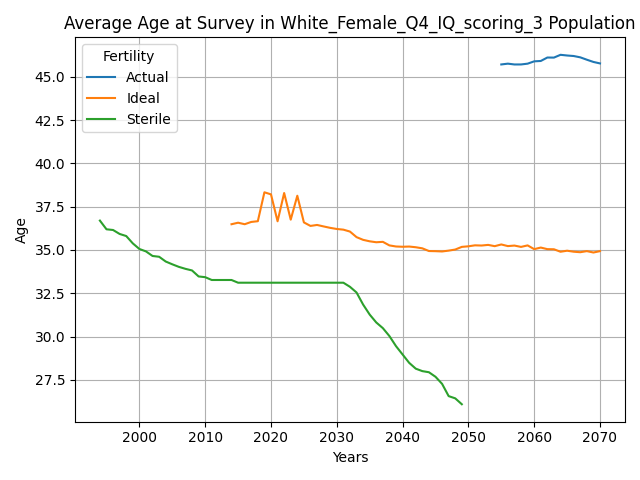 Average Age at Survey in White_Female_Q4_IQ_scoring_3 Population
Fertility
Actual
Ideal
Sterile
Age
45.0
42.5
40.0
37.5
35.0
32.5
30.0
27.5
2000 2010 2020 2030 2040 2050 2060 2070
Years